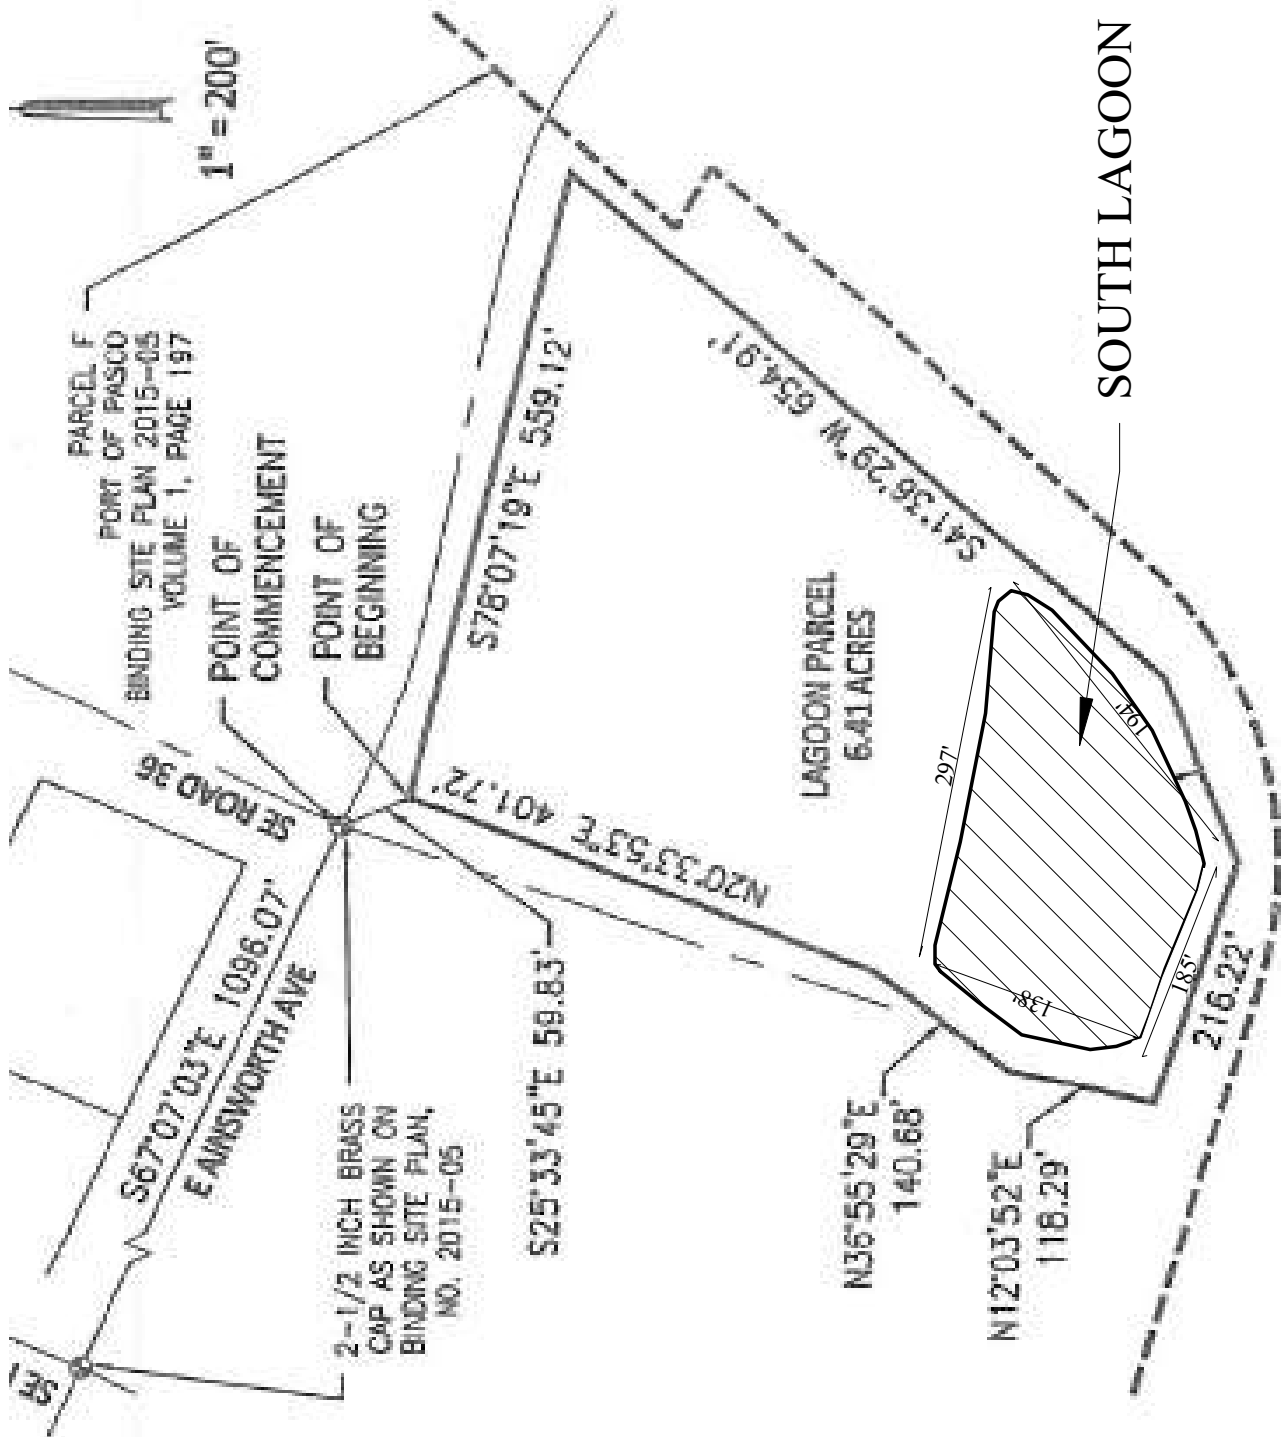 1" = 200'
PARCEL F
PORT OF PASCO
BINDING SITE PLAN 2015-05
VOLUME 1, PAGE 197
POINT OF
COMMENCEMENT
POINT OF
BEGINNING
SE ROAD 36
S67°07'03"E 1096.07'
E AINSWORTH AVE
2-1/2 INCH BRASS
CAP AS SHOWN ON
BINDING SITE PLAN,
NO. 2015-05
S25°33'45"E 59.83'
S78°07'19"E 559.12'
N20°33'53"E 401.72'
S41°36'29"W 654.91'
LAGOON PARCEL
6.41 ACRES
N36°55'29"E
140.68'
N12°03'52"E
118.29'
216.22'
297'
194'
138'
185'
SOUTH LAGOON